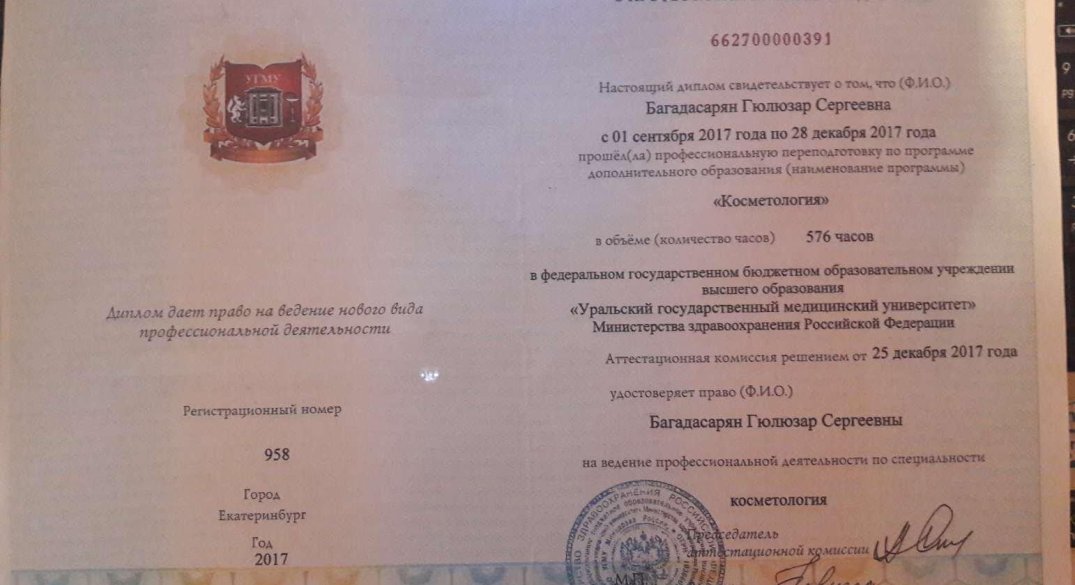 УГМУ
Диплом дает право на ведение нового вида
профессиональной деятельности
Регистрационный номер
958
Город
Екатеринбург
Год
2017
662700000391
Настоящий диплом свидетельствует о том, что (Ф.И.О.)
Багадасарян Гюлюзар Сергеевна
с 01 сентября 2017 года по 28 декабря 2017 года
прошёл(ла) профессиональную переподготовку по программе
дополнительного образования (наименование программы)
«Косметология»
в объёме (количество часов) 576 часов
в федеральном государственном бюджетном образовательном учреждении
высшего образования
«Уральский государственный медицинский университет»
Министерства здравоохранения Российской Федерации
Аттестационная комиссия решением от 25 декабря 2017 года
удостоверяет право (Ф.И.О.)
Багадасарян Гюлюзар Сергеевны
на ведение профессиональной деятельности по специальности
косметология
Председатель
аттестационной комиссии
М.П.